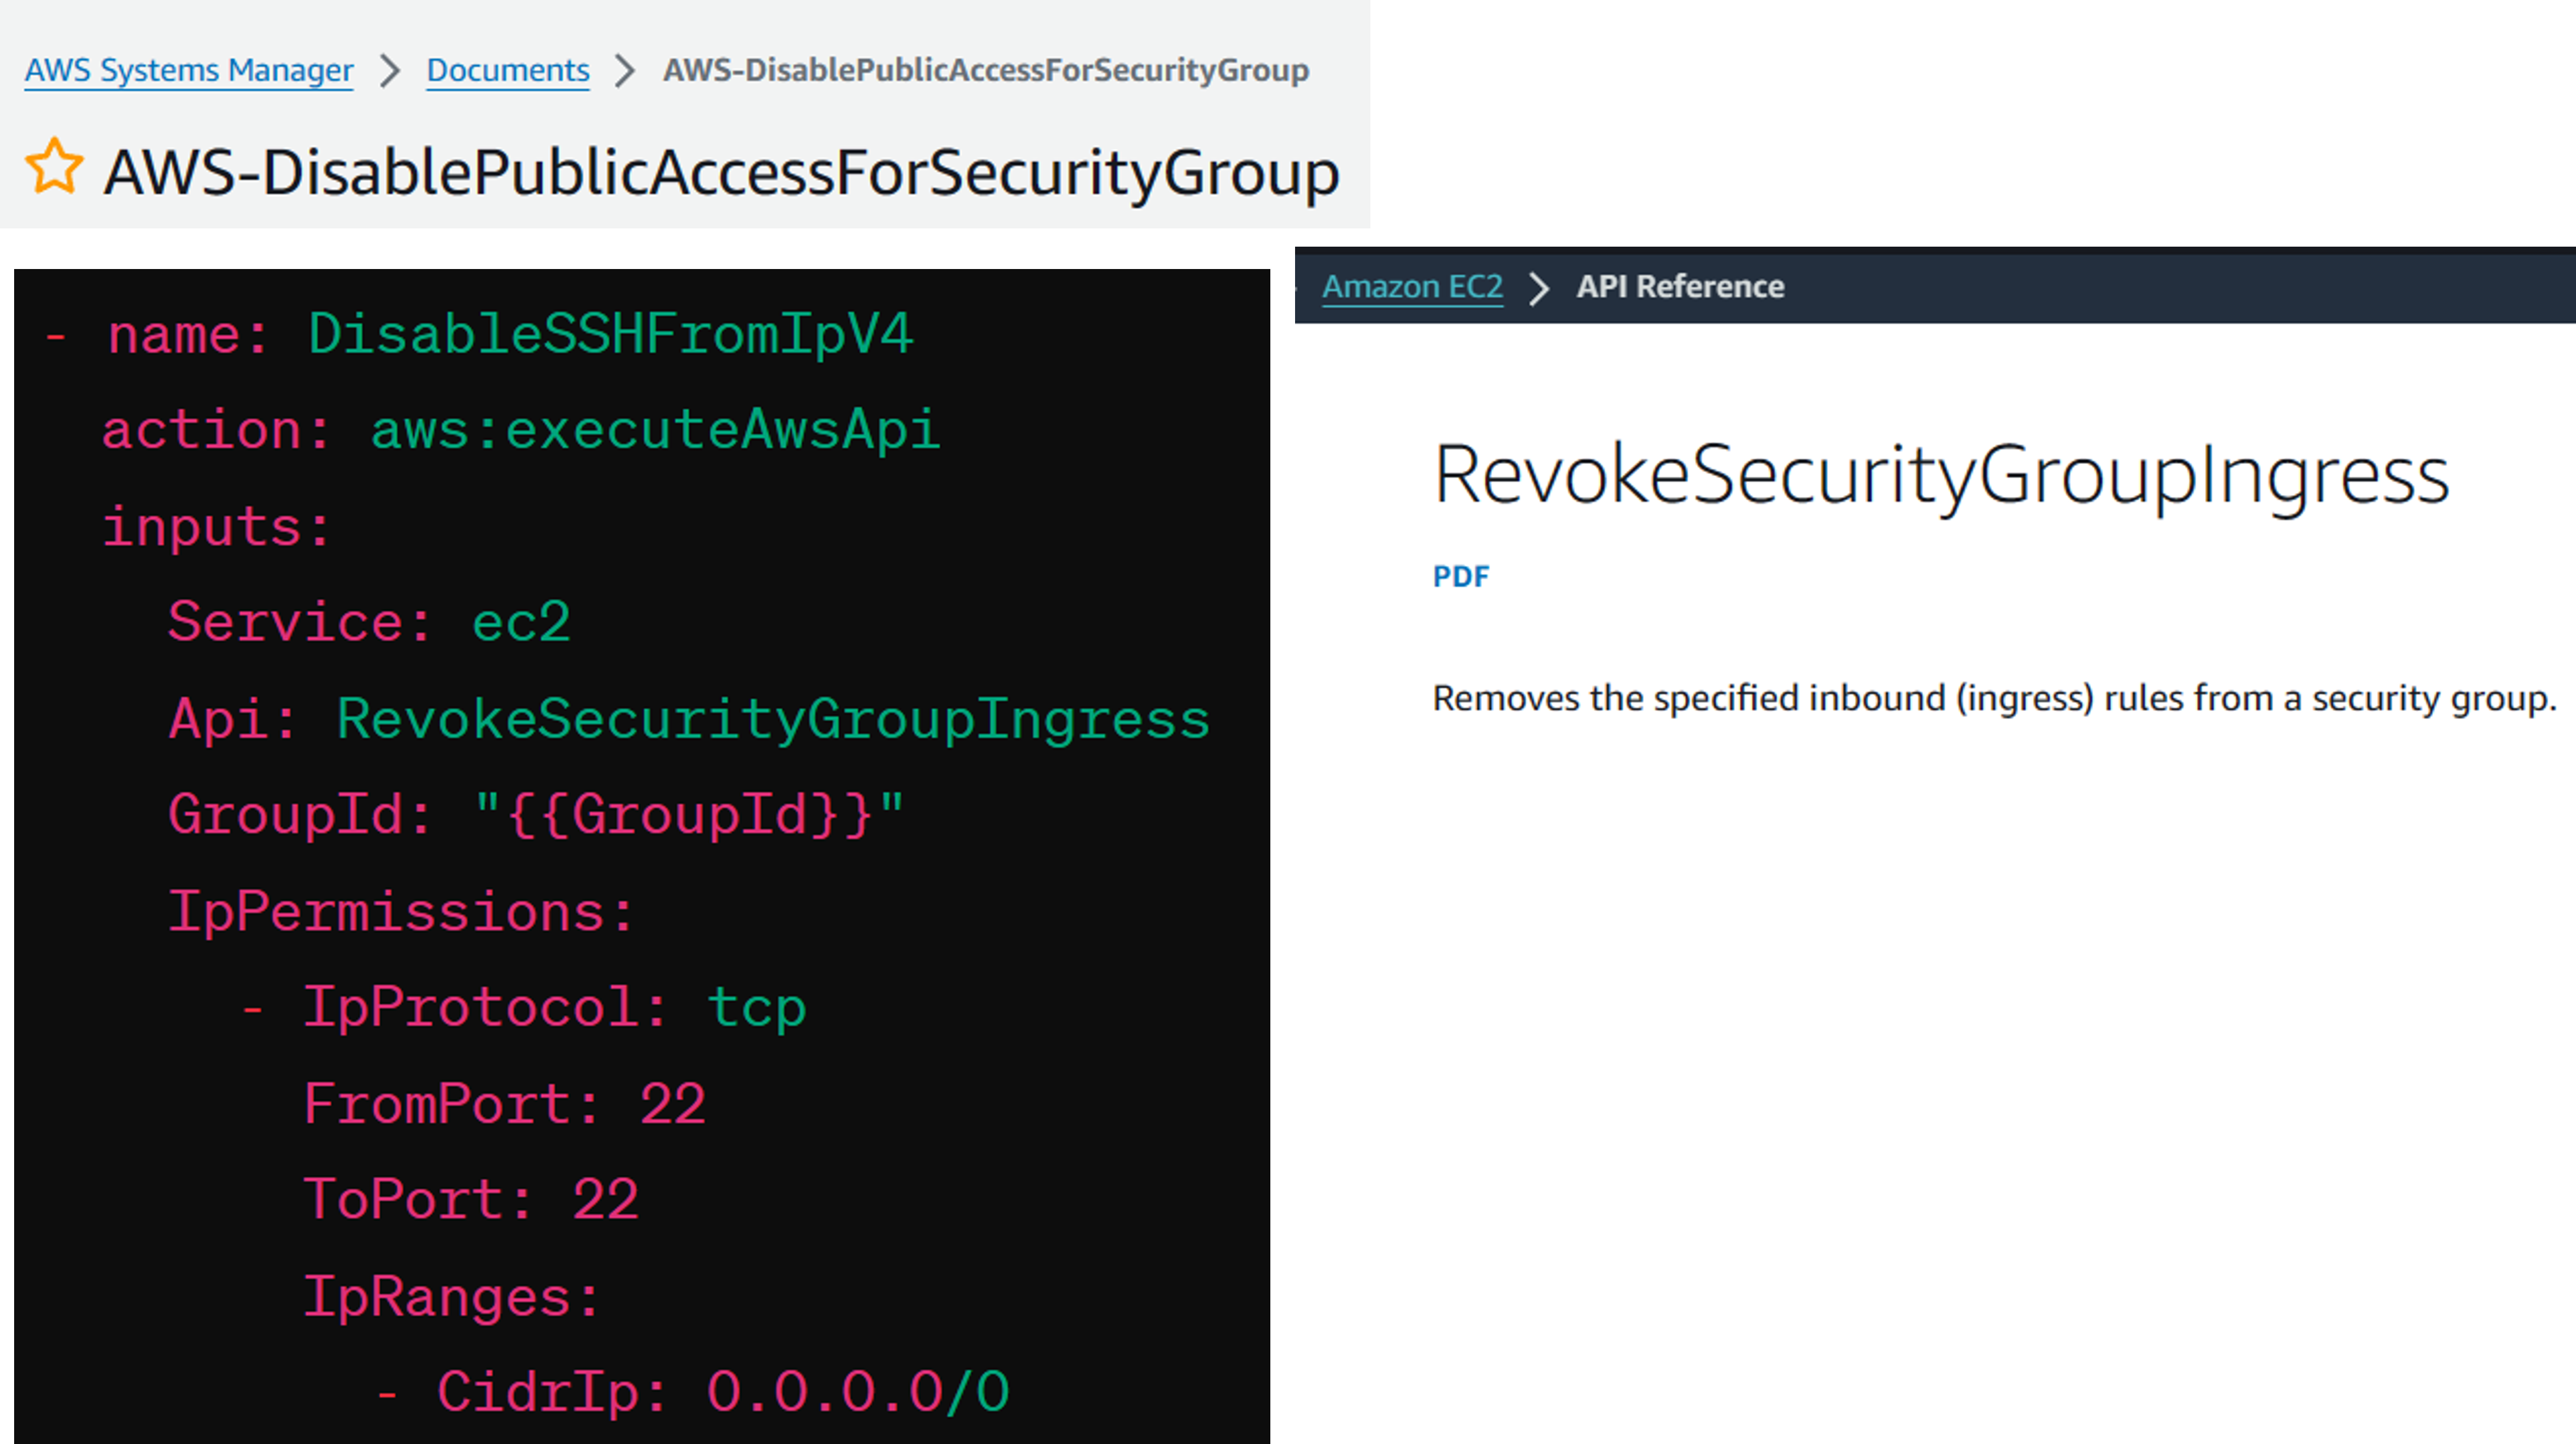 AWS Systems Manager > Documents > AWS-DisablePublicAccessForSecurityGroup
AWS-DisablePublicAccessForSecurityGroup
- name: DisableSSHFromIpV4
action: aws:executeAwsApi
inputs:
Service: ec2
Api: RevokeSecurityGroupIngress
GroupId: "{{GroupId}}"
IpPermissions:
- IpProtocol: tcp
FromPort: 22
ToPort: 22
IpRanges:
- CidrIp: 0.0.0.0/0
Amazon EC2 > API Reference
RevokeSecurityGroupIngress
PDF
Removes the specified inbound (ingress) rules from a security group.